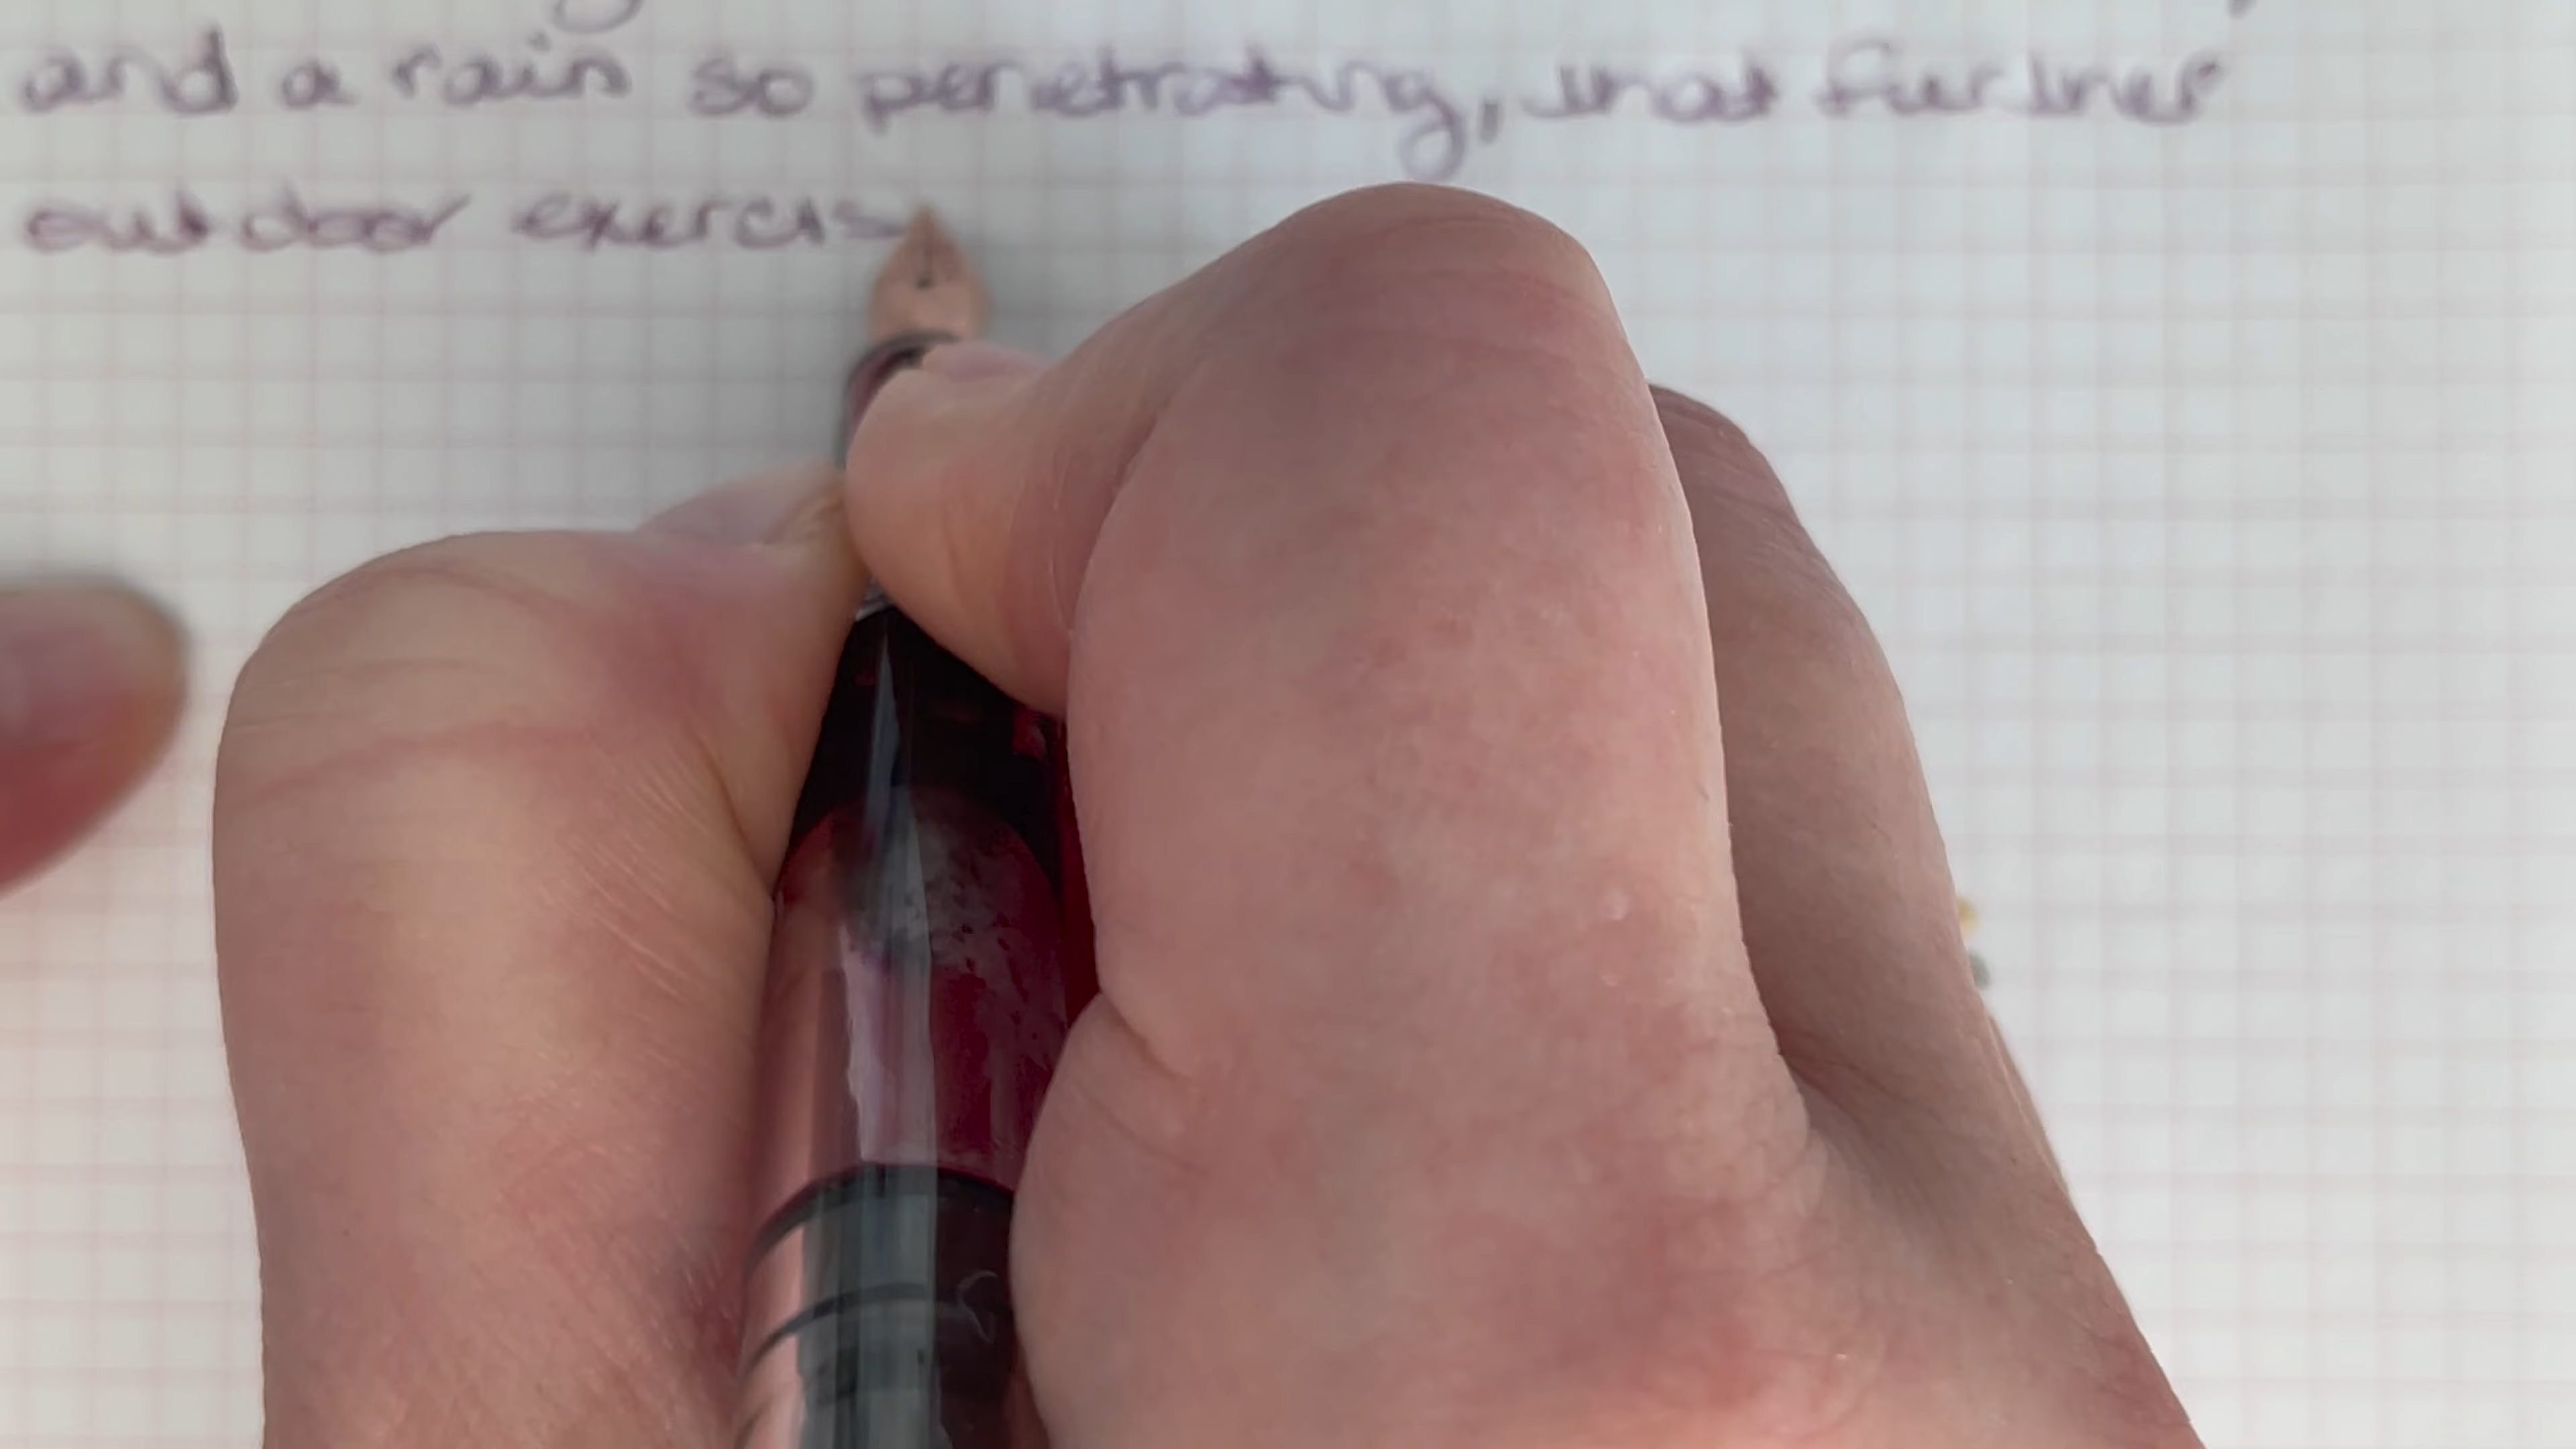 and a rain so penetrating, that further
outdoor exercis